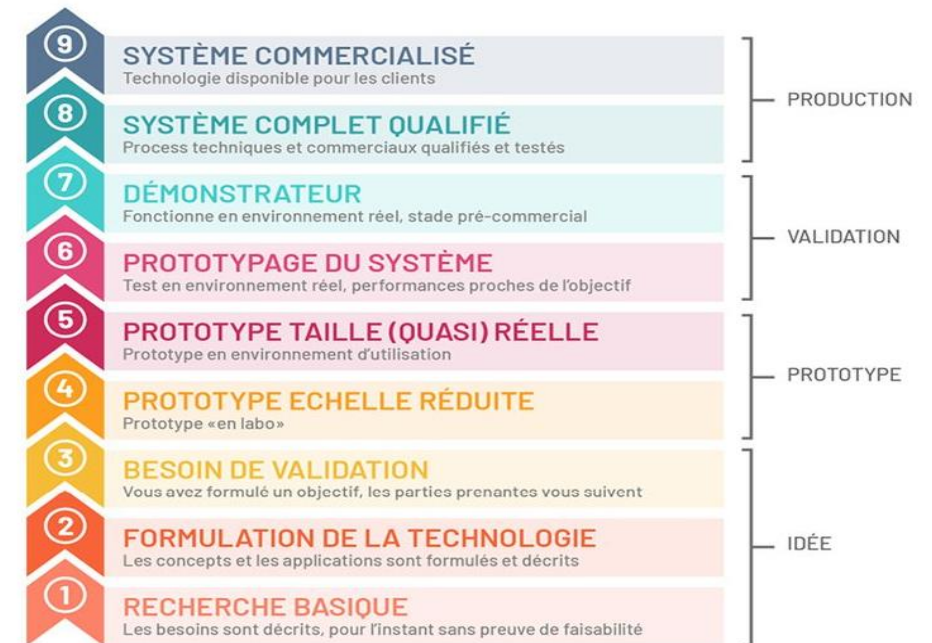 9
SYSTÈME COMMERCIALISÉ
Technologie disponible pour les clients
8
SYSTÈME COMPLET QUALIFIÉ
Process techniques et commerciaux qualifiés et testés
PRODUCTION
7
DÉMONSTRATEUR
Fonctionne en environnement réel, stade pré-commercial
6
PROTOTYPAGE DU SYSTÈME
Test en environnement réel, performances proches de l'objectif
VALIDATION
5
PROTOTYPE TAILLE (QUASI) RÉELLE
Prototype en environnement d'utilisation
4
PROTOTYPE ECHELLE RÉDUITE
Prototype «en labo»
PROTOTYPE
3
BESOIN DE VALIDATION
Vous avez formulé un objectif, les parties prenantes vous suivent
2
FORMULATION DE LA TECHNOLOGIE
Les concepts et les applications sont formulés et décrits
1
RECHERCHE BASIQUE
Les besoins sont décrits, pour l'instant sans preuve de faisabilité
IDÉE